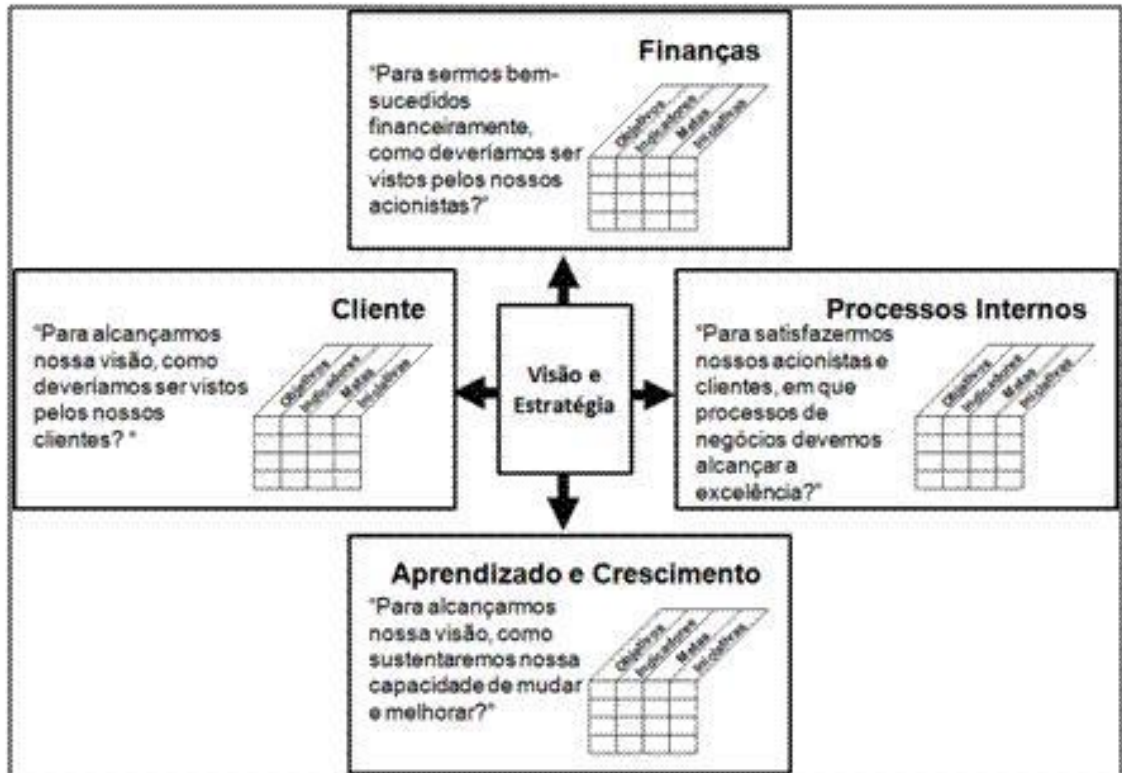 Finanças
"Para sermos bem-
sucedidos
financeiramente,
como deveríamos ser
vistos pelos nossos
acionistas?"
Objetivos
Indicadores
Metas
Iniciativas
Cliente
"Para alcançarmos
nossa visão, como
deveríamos ser vistos
pelos nossos
clientes? "
Objetivos
Indicadores
Metas
Iniciativas
Visão e
Estratégia
Processos Internos
"Para satisfazermos
nossos acionistas e
clientes, em que
processos de
negócios devemos
alcançar a
excelência?"
Objetivos
Indicadores
Metas
Iniciativas
Aprendizado e Crescimento
"Para alcançarmos
nossa visão, como
sustentaremos nossa
capacidade de mudar
e melhorar?"
Objetivos
Indicadores
Metas
Iniciativas